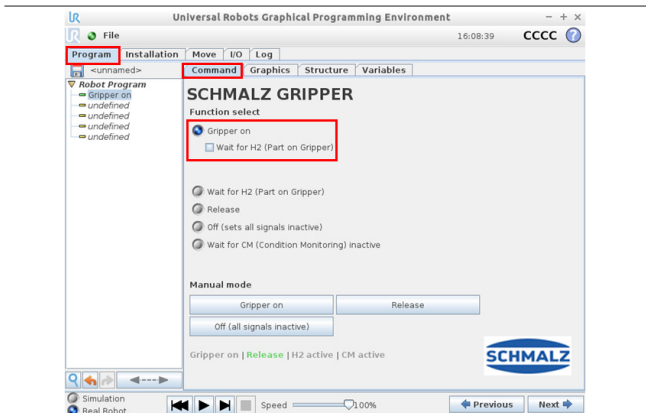 UR Universal Robots Graphical Programming Environment - + x
R File 16:08:39 CCCC ?
Program Installation Move I/O Log
<unnamed> Command Graphics Structure Variables
Robot Program
Gripper on
undefined
undefined
undefined
undefined
SCHMALZ GRIPPER
Function select
Gripper on
Wait for H2 (Part on Gripper)
Wait for H2 (Part on Gripper)
Release
Off (sets all signals inactive)
Wait for CM (Condition Monitoring) inactive
Manual mode
Gripper on Release
Off (all signals inactive)
Gripper on | Release | H2 active | CM active
SCHMALZ
Simulation
Real Robot
Speed 100% Previous Next